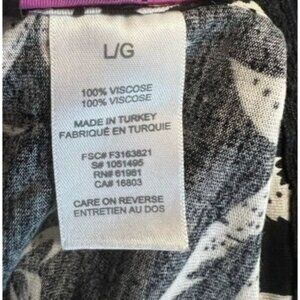 L/G
100% VISCOSE
100% VISCOSE
MADE IN TURKEY
FABRIQUÉ EN TURQUIE
FSC# F3163621
S# 1051495
RN# 61981
CA# 16803
CARE ON REVERSE
ENTRETIEN AU DOS